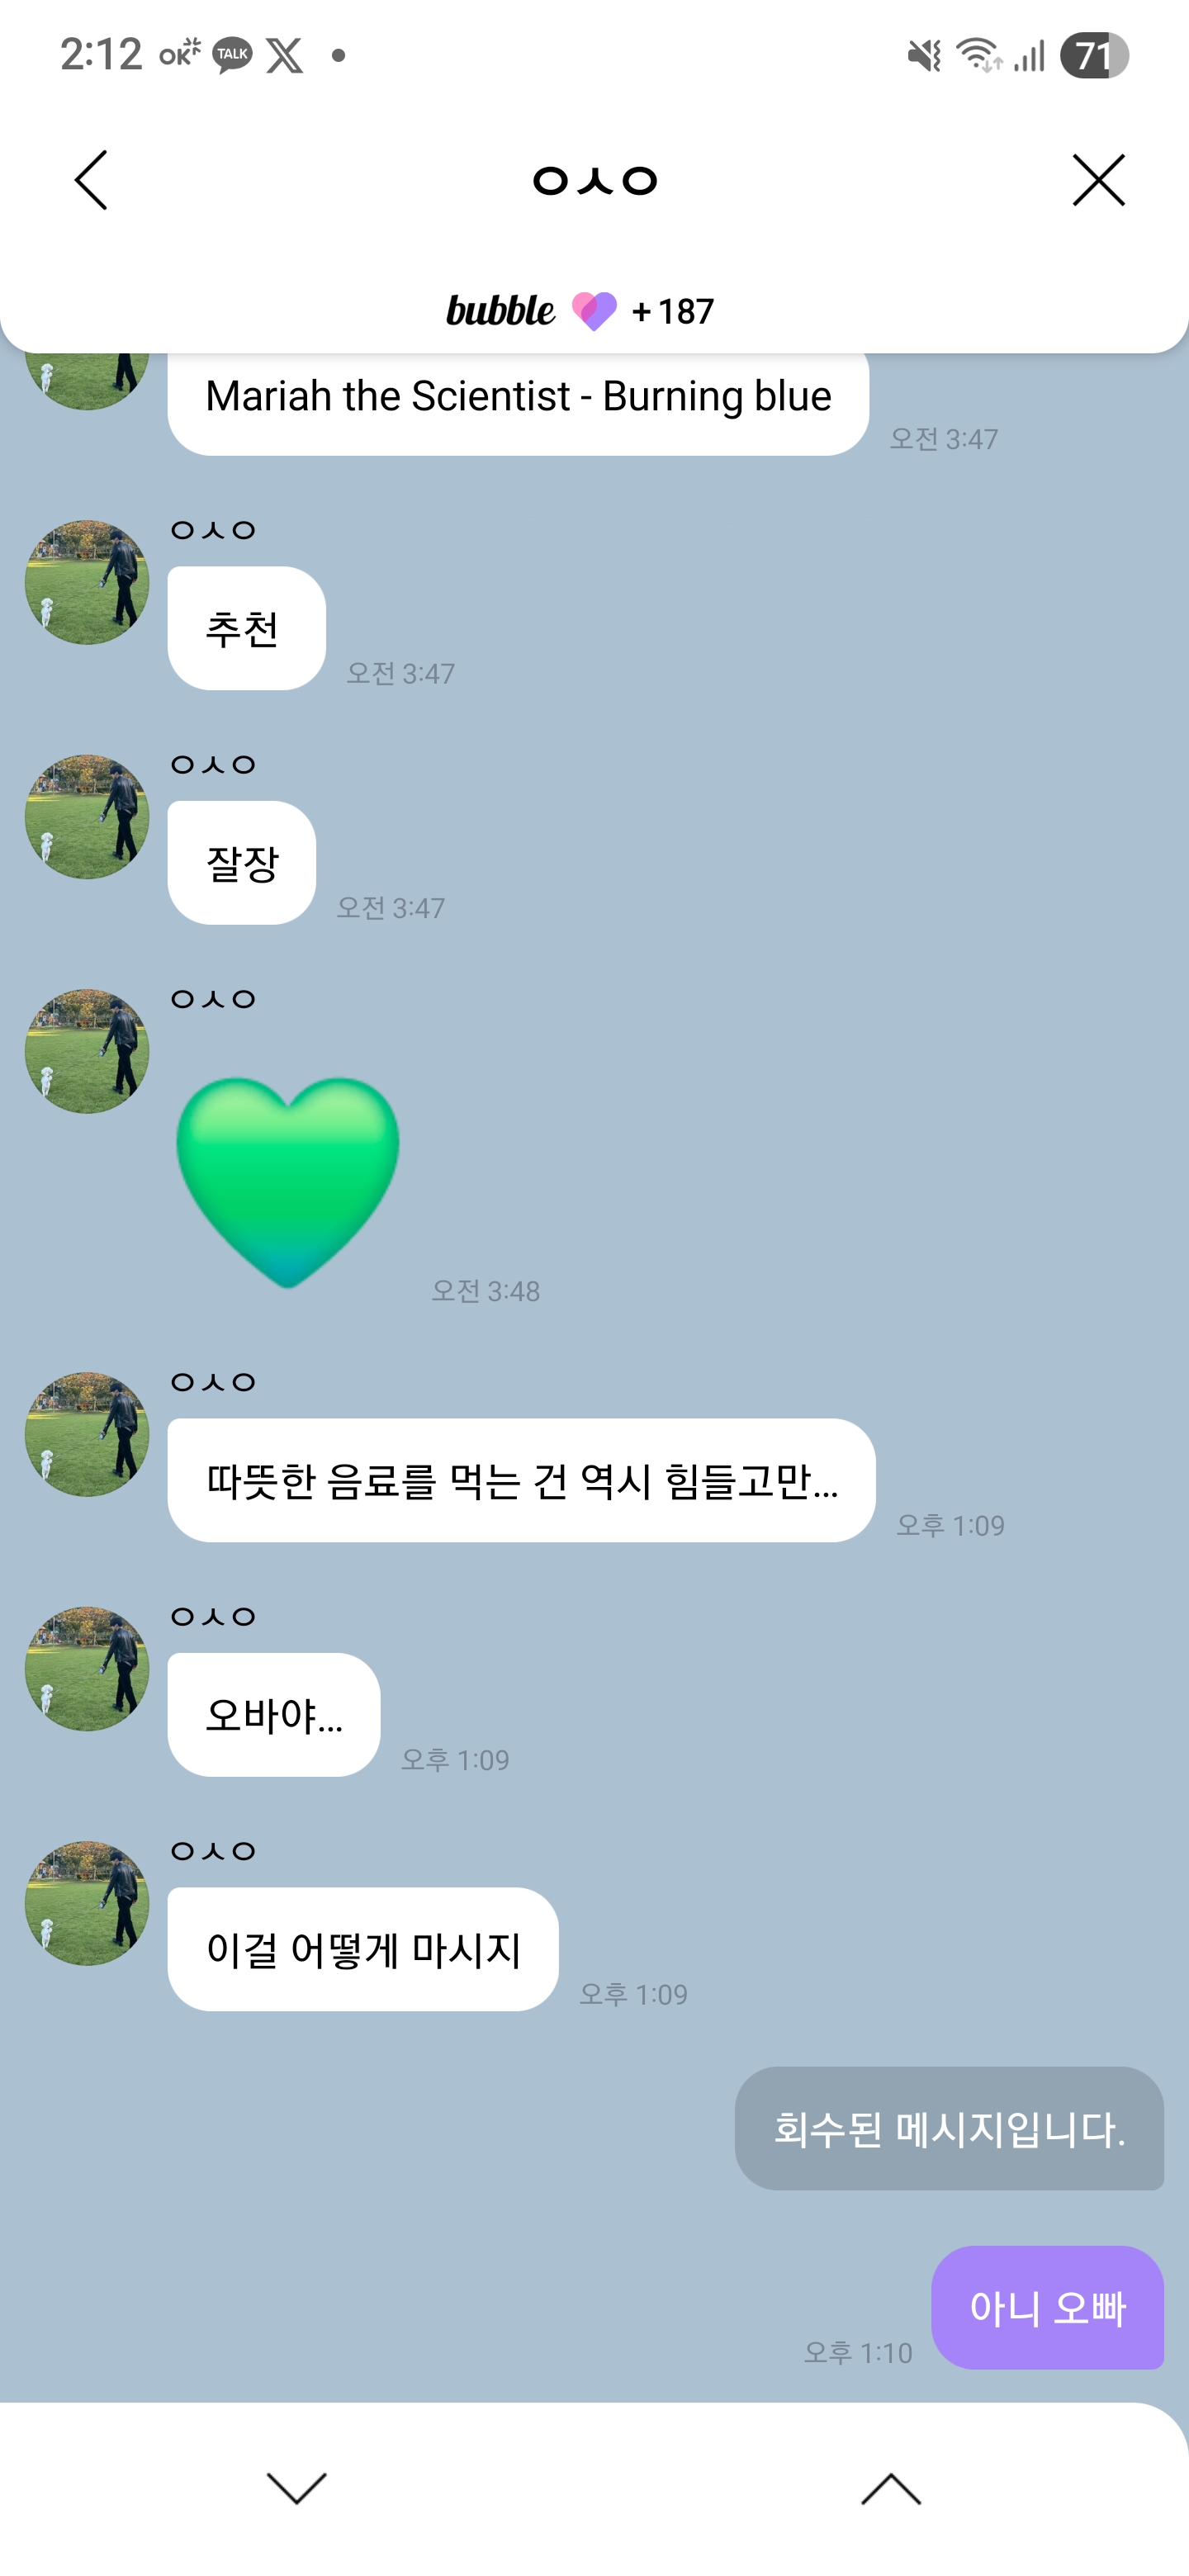 2:12 OK TALK X 71
ㅇㅅㅇ
bubble + 187
Mariah the Scientist - Burning blue
오전 3:47
ㅇㅅㅇ
추천
오전 3:47
ㅇㅅㅇ
잘장
오전 3:47
ㅇㅅㅇ
오전 3:48
ㅇㅅㅇ
따뜻한 음료를 먹는 건 역시 힘들고만...
오후 1:09
ㅇㅅㅇ
오바야...
오후 1:09
ㅇㅅㅇ
이걸 어떻게 마시지
오후 1:09
회수된 메시지입니다.
아니 오빠
오후 1:10